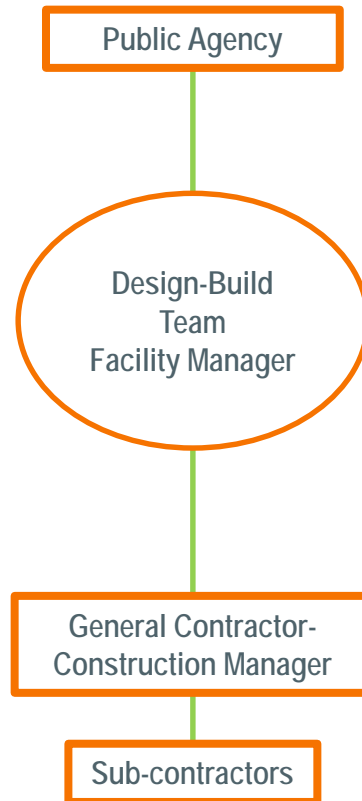 Public Agency
Design-Build
Team
Facility Manager
General Contractor-
Construction Manager
Sub-contractors